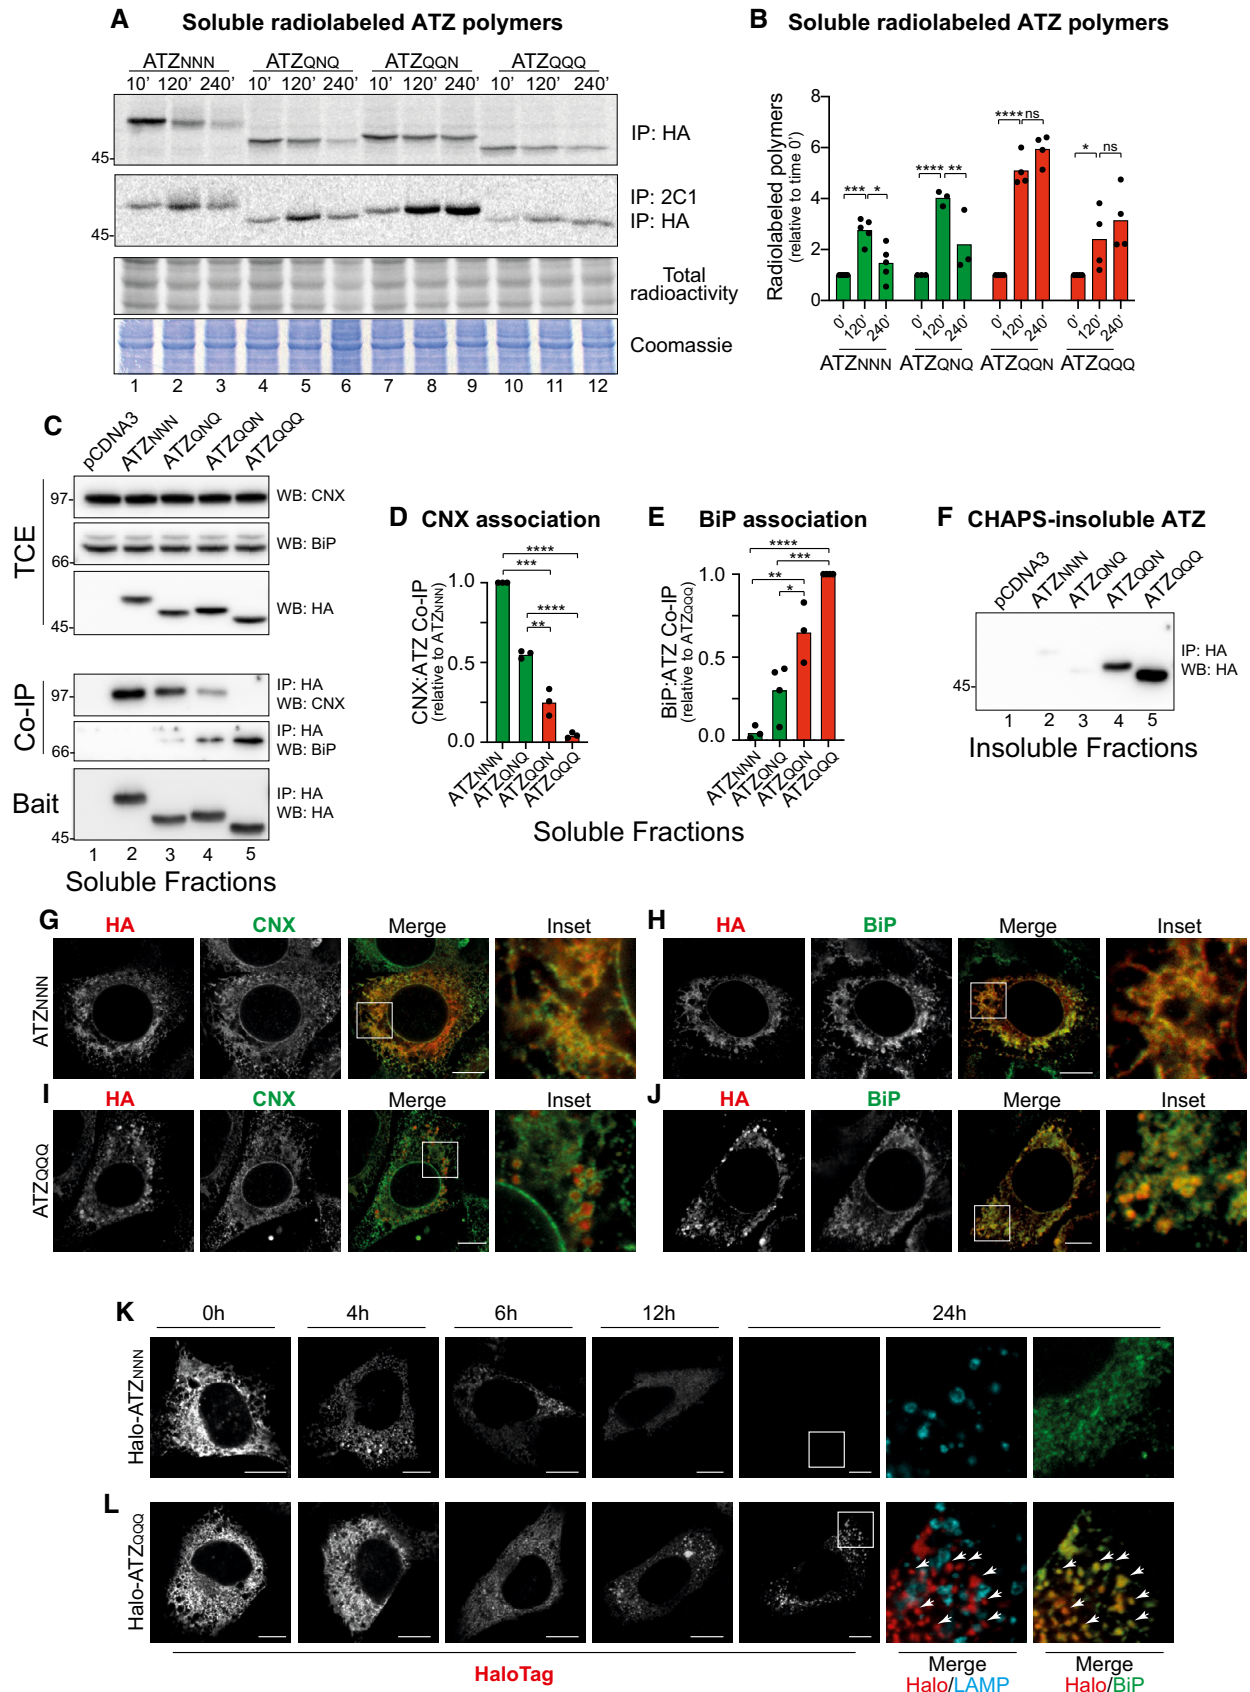 A Soluble radiolabeled ATZ polymers
ATZNNN ATZQNQ ATZQQN ATZQQQ
10' 120' 240' 10' 120' 240' 10' 120' 240' 10' 120' 240'
IP: HA
45-
IP: 2C1
IP: HA
45-
Total
radioactivity
Coomassie
1 2 3 4 5 6 7 8 9 10 11 12
B Soluble radiolabeled ATZ polymers
Radiolabeled polymers
(relative to time 0')
8
6
4
2
0
*** * **** ** **** ns * ns
0' 120' 240' 0' 120' 240' 0' 120' 240' 0' 120' 240'
ATZNNN ATZQNQ ATZQQN ATZQQQ
C
pCDNA3 ATZNNN ATZQNQ ATZQQN ATZQQQ
TCE
97-
WB: CNX
WB: BiP
66-
WB: HA
45-
Co-IP
97-
IP: HA
WB: CNX
IP: HA
WB: BiP
66-
Bait
IP: HA
WB: HA
45-
1 2 3 4 5
Soluble Fractions
D CNX association
CNX:ATZ Co-IP
(relative to ATZNNN)
1.0
0.5
0.0
****
***
****
**
ATZNNN ATZQNQ ATZQQN ATZQQQ
E BiP association
BiP:ATZ Co-IP
(relative to ATZQQQ)
1.0
0.5
0.0
****
***
**
*
ATZNNN ATZQNQ ATZQQN ATZQQQ
Soluble Fractions
F CHAPS-insoluble ATZ
pCDNA3 ATZNNN ATZQNQ ATZQQN ATZQQQ
IP: HA
WB: HA
45-
1 2 3 4 5
Insoluble Fractions
G HA CNX Merge Inset
ATZNNN
H HA BiP Merge Inset
I HA CNX Merge Inset
ATZQQQ
J HA BiP Merge Inset
K 0h 4h 6h 12h 24h
Halo-ATZNNN
L
Halo-ATZQQQ
HaloTag
Merge
Halo/LAMP
Merge
Halo/BiP